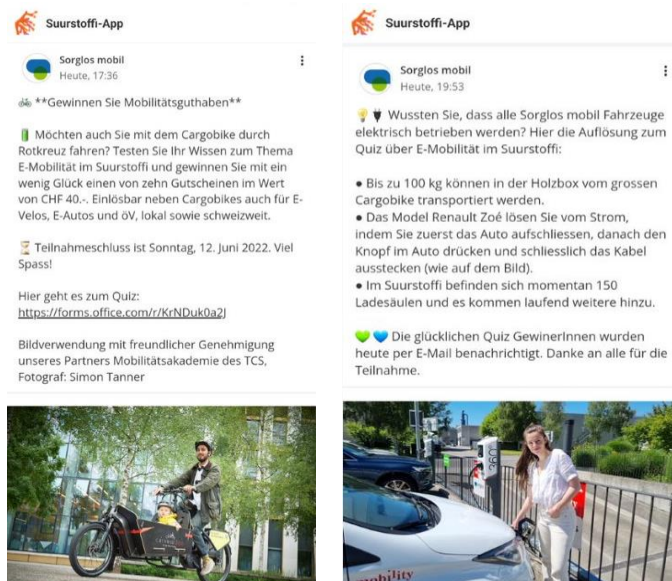 Suurstoffi-App
Sorglos mobil
Heute, 17:36
**Gewinnen Sie Mobilitätsguthaben**
Möchten auch Sie mit dem Cargobike durch
Rotkreuz fahren? Testen Sie Ihr Wissen zum Thema
E-Mobilität im Suurstoffi und gewinnen Sie mit ein
wenig Glück einen von zehn Gutscheinen im Wert
von CHF 40.-. Einlösbar neben Cargobikes auch für E-
Velos, E-Autos und öV, lokal sowie schweizweit.
Teilnahmeschluss ist Sonntag, 12. Juni 2022. Viel
Spass!
Hier geht es zum Quiz:
https://forms.office.com/r/KrNDuk0a2J
Bildverwendung mit freundlicher Genehmigung
unseres Partners Mobilitätsakademie des TCS,
Fotograf: Simon Tanner
Suurstoffi-App
Sorglos mobil
Heute, 19:53
Wussten Sie, dass alle Sorglos mobil Fahrzeuge
elektrisch betrieben werden? Hier die Auflösung zum
Quiz über E-Mobilität im Suurstoffi:
● Bis zu 100 kg können in der Holzbox vom grossen
Cargobike transportiert werden.
● Das Model Renault Zoé lösen Sie vom Strom,
indem Sie zuerst das Auto aufschliessen, danach den
Knopf im Auto drücken und schliesslich das Kabel
ausstecken (wie auf dem Bild).
● Im Suurstoffi befinden sich momentan 150
Ladesäulen und es kommen laufend weitere hinzu.
Die glücklichen Quiz GewinerInnen wurden
heute per E-Mail benachrichtigt. Danke an alle für die
Teilnahme.
360
mobility